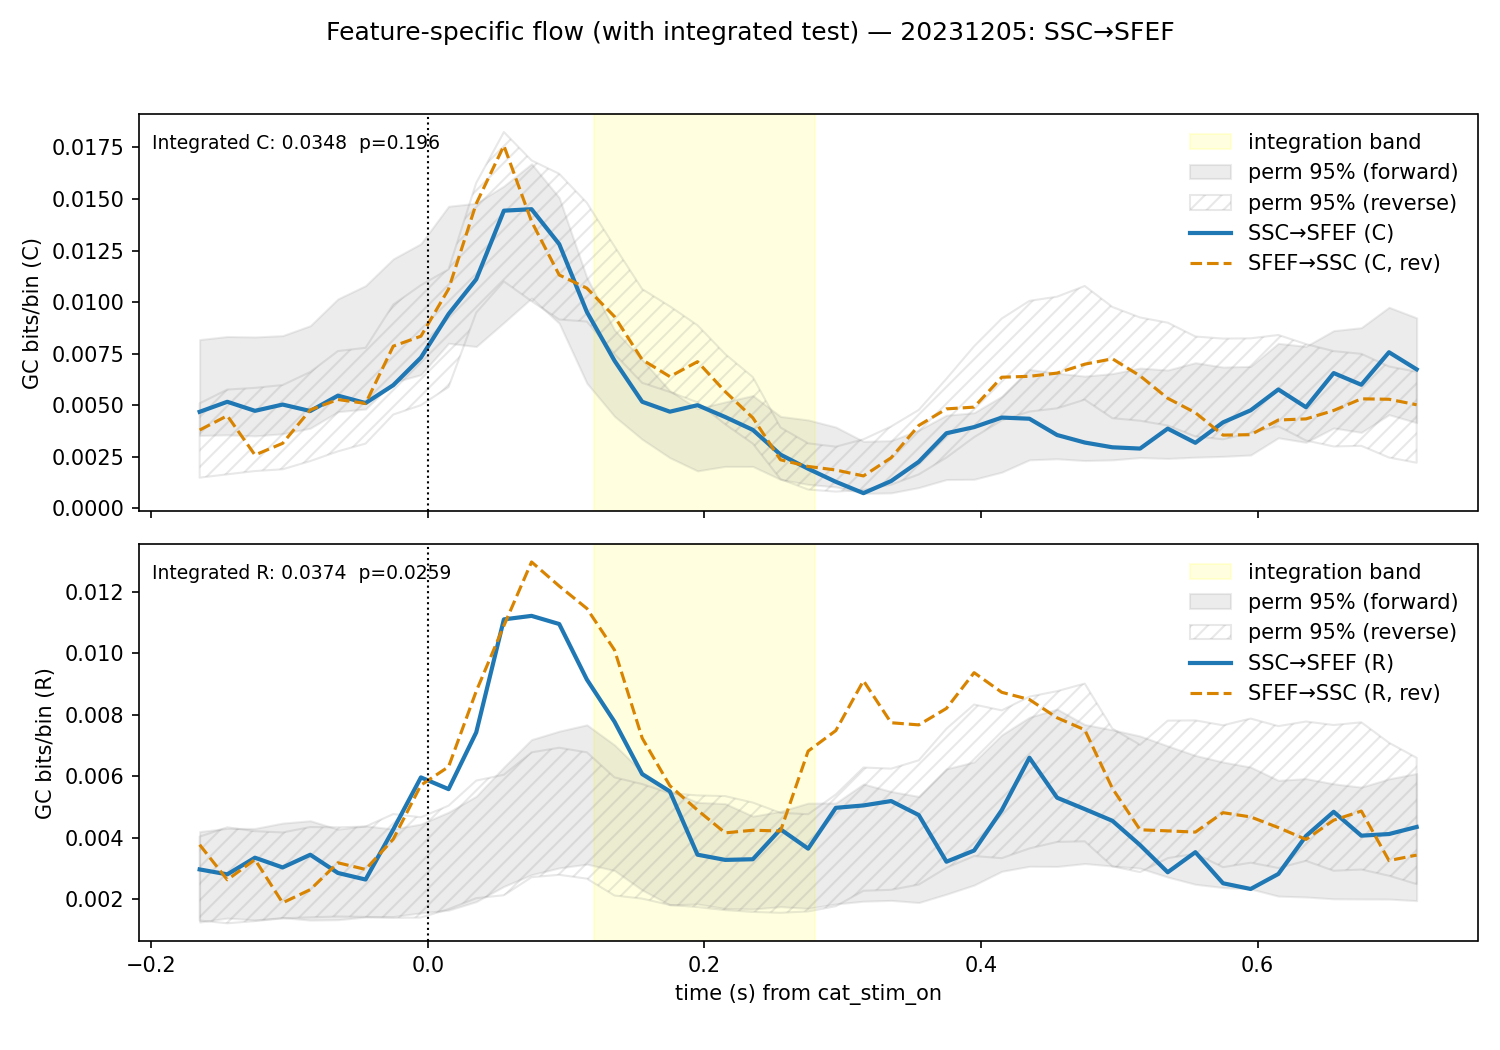 Feature-specific flow (with integrated test) — 20231205: SSC→SFEF
Integrated C: 0.0348  p=0.196
integration band
perm 95% (forward)
perm 95% (reverse)
SSC→SFEF (C)
SFEF→SSC (C, rev)
GC bits/bin (C)
0.0175
0.0150
0.0125
0.0100
0.0075
0.0050
0.0025
0.0000
Integrated R: 0.0374  p=0.0259
integration band
perm 95% (forward)
perm 95% (reverse)
SSC→SFEF (R)
SFEF→SSC (R, rev)
GC bits/bin (R)
0.012
0.010
0.008
0.006
0.004
0.002
−0.2 0.0 0.2 0.4 0.6
time (s) from cat_stim_on